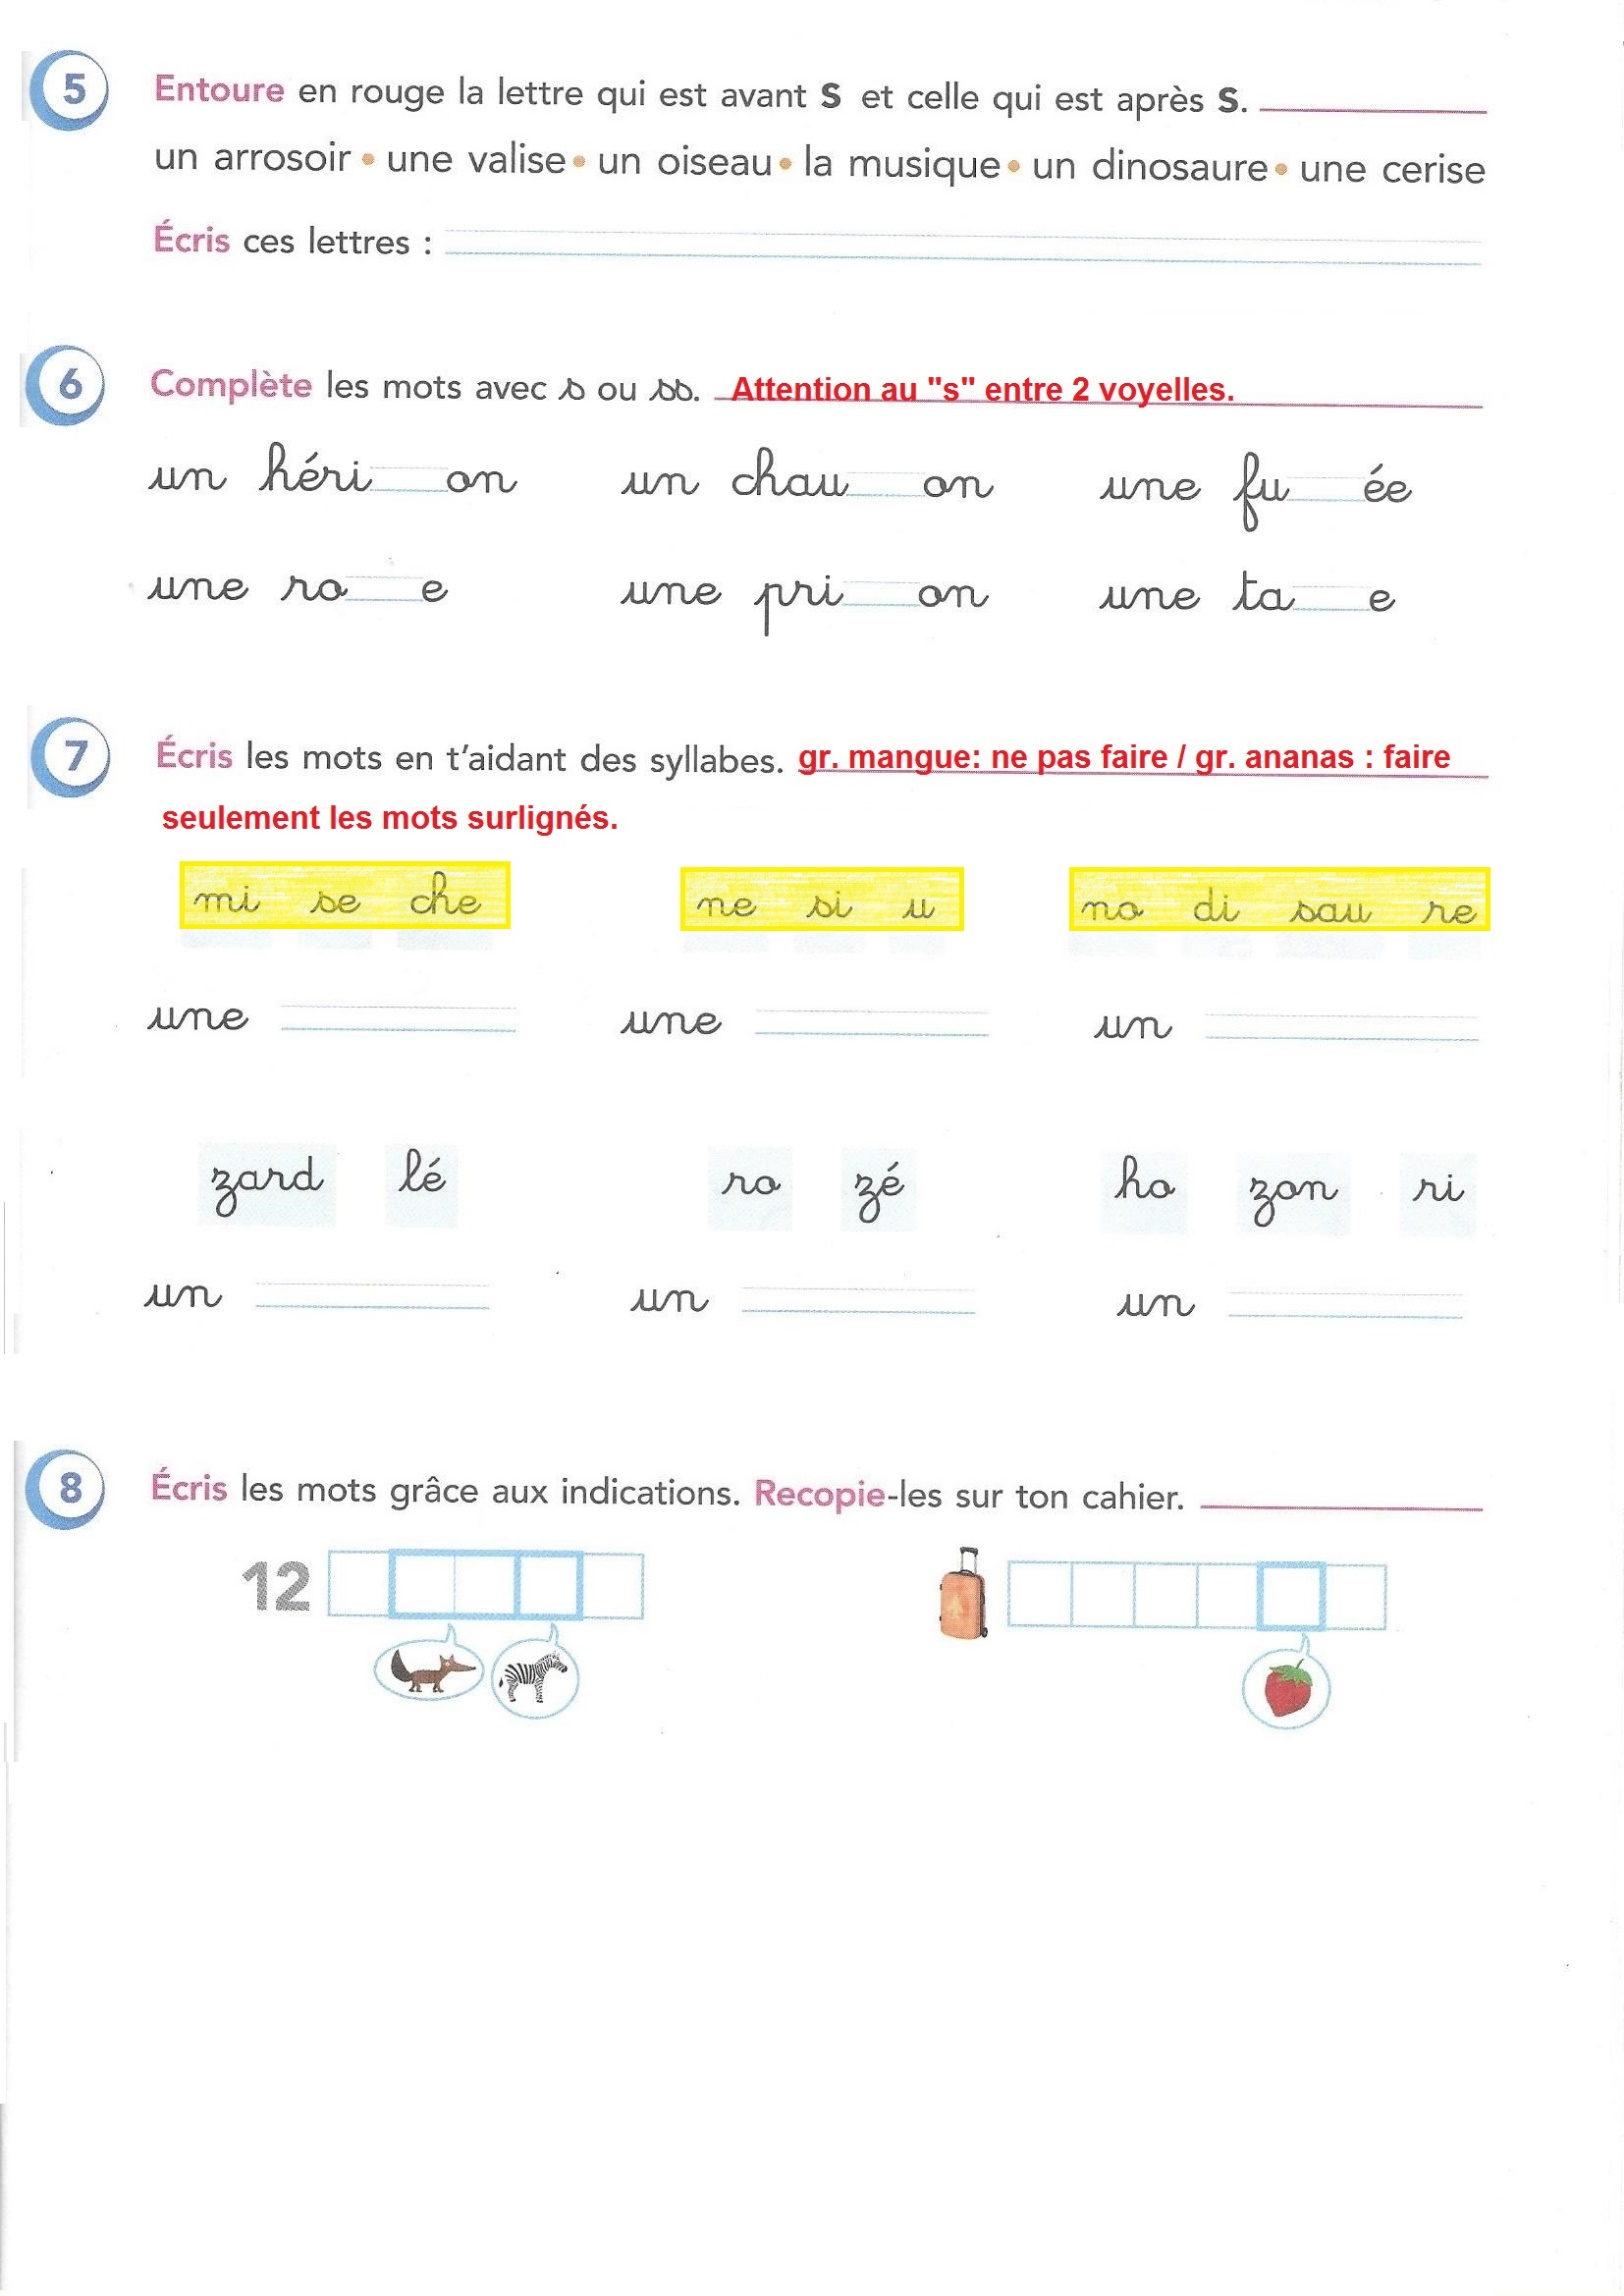 5 Entoure en rouge la lettre qui est avant s et celle qui est après s.
un arrosoir • une valise • un oiseau • la musique • un dinosaure • une cerise
Écris ces lettres :
6 Complète les mots avec s ou ss. Attention au "s" entre 2 voyelles.
un héri on un chau on une fu ée
une ro e une pri on une ta e
7 Écris les mots en t'aidant des syllabes. gr. mangue: ne pas faire / gr. ananas : faire
seulement les mots surlignés.
mi se che ne si u no di sau re
une une un
zard lé ro zé ho zon ri
un un un
8 Écris les mots grâce aux indications. Recopie-les sur ton cahier.
12